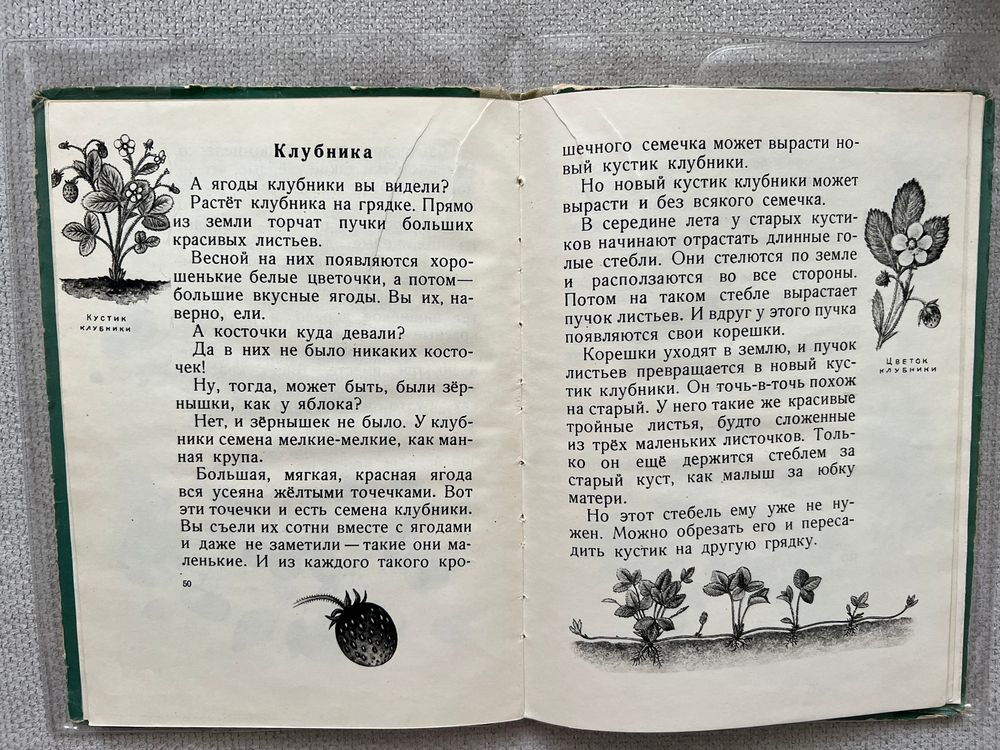 Клубника
А ягоды клубники вы видели?
Растёт клубника на грядке. Прямо
из земли торчат пучки больших
красивых листьев.
Весной на них появляются хоро-
шенькие белые цветочки, а потом—
большие вкусные ягоды. Вы их, на-
верно, ели.
А косточки куда девали?
Да в них не было никаких косто-
чек!
Ну, тогда, может быть, были зёр-
нышки, как у яблока?
Нет, и зёрнышек не было. У клуб-
ники семена мелкие-мелкие, как ман-
ная крупа.
Большая, мягкая, красная ягода
вся усеяна жёлтыми точечками. Вот
эти точечки и есть семена клубники.
Вы съели их сотни вместе с ягодами
и даже не заметили — такие они ма-
ленькие. И из каждого такого кро-
50
Кустик
клубники
шечного семечка может вырасти но-
вый кустик клубники.
Но новый кустик клубники может
вырасти и без всякого семечка.
В середине лета у старых кусти-
ков начинают отрастать длинные го-
лые стебли. Они стелются по земле
и расползаются во все стороны.
Потом на таком стебле вырастает
пучок листьев. И вдруг у этого пучка
появляются свои корешки.
Корешки уходят в землю, и пучок
листьев превращается в новый кус-
тик клубники. Он точь-в-точь похож
на старый. У него такие же красивые
тройные листья, будто сложенные
из трёх маленьких листочков. Толь-
ко он ещё держится стеблем за
старый куст, как малыш за юбку
матери.
Но этот стебель ему уже не ну-
жен. Можно обрезать его и переса-
дить кустик на другую грядку.
Цветок
клубники